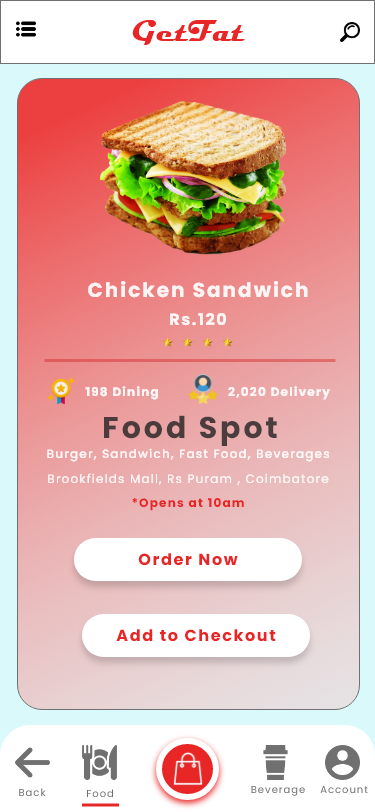 GetFat
Chicken Sandwich
Rs.120
198 Dining
2,020 Delivery
Food Spot
Burger, Sandwich, Fast Food, Beverages
Brookfields Mall, Rs Puram , Coimbatore
*Opens at 10am
Order Now
Add to Checkout
Back
Food
Beverage
Account